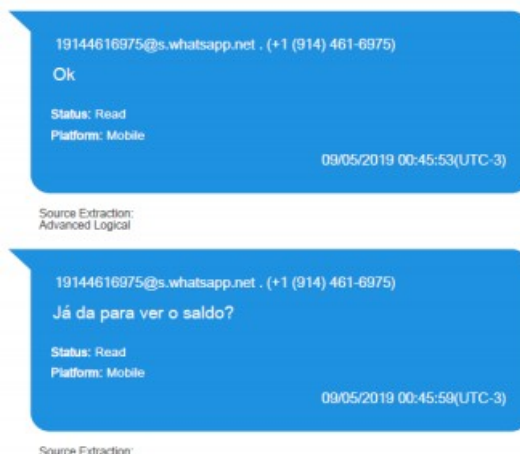 19144616975@s.whatsapp.net . (+1 (914) 461-6975)
Ok
Status: Read
Platform: Mobile
09/05/2019 00:45:53(UTC-3)
Source Extraction:
Advanced Logical
19144616975@s.whatsapp.net . (+1 (914) 461-6975)
Já da para ver o saldo?
Status: Read
Platform: Mobile
09/05/2019 00:45:59(UTC-3)
Source Extraction: